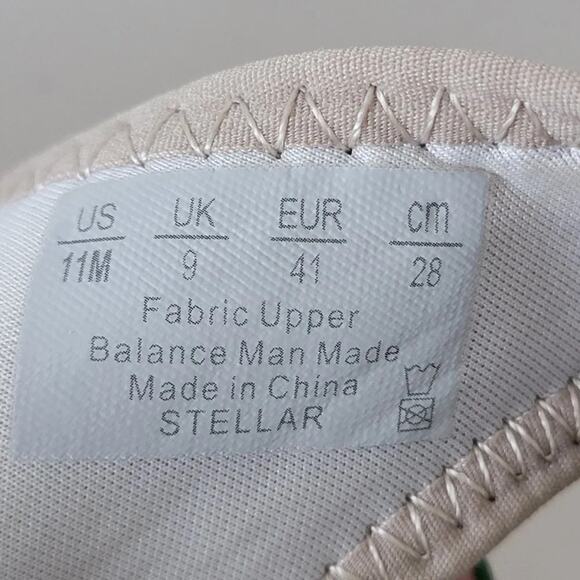 US UK EUR cm
11M 9 41 28
Fabric Upper
Balance Man Made
Made in China
STELLAR